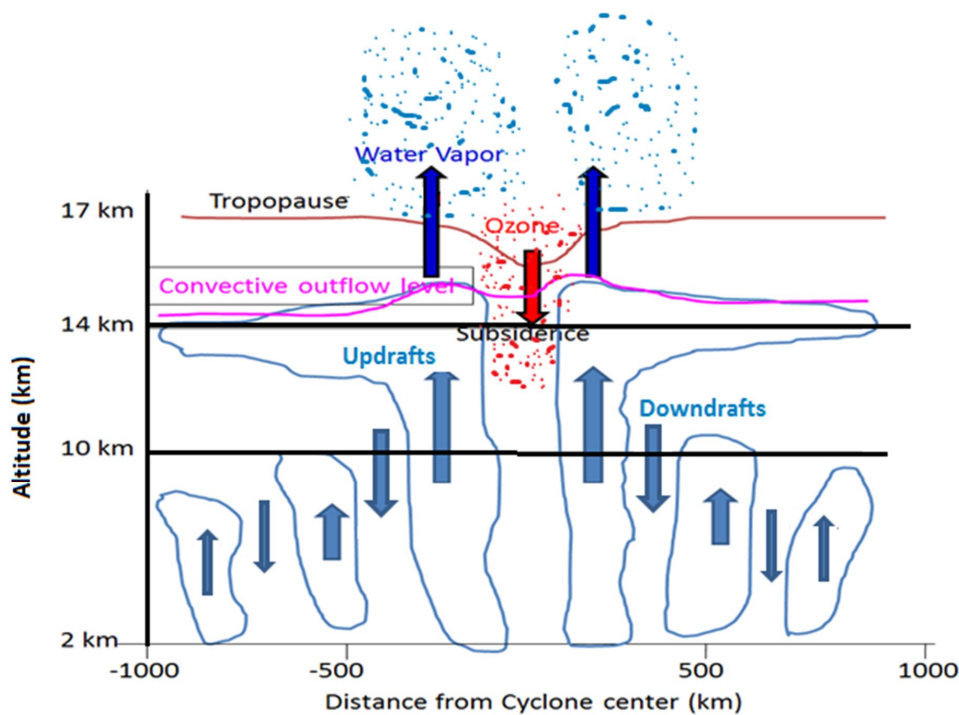 Water Vapor
17 km
Tropopause
Ozone
Convective outflow level
14 km
Subsidence
Updrafts
Downdrafts
10 km
Altitude (km)
2 km
-1000
-500
500
1000
Distance from Cyclone center (km)